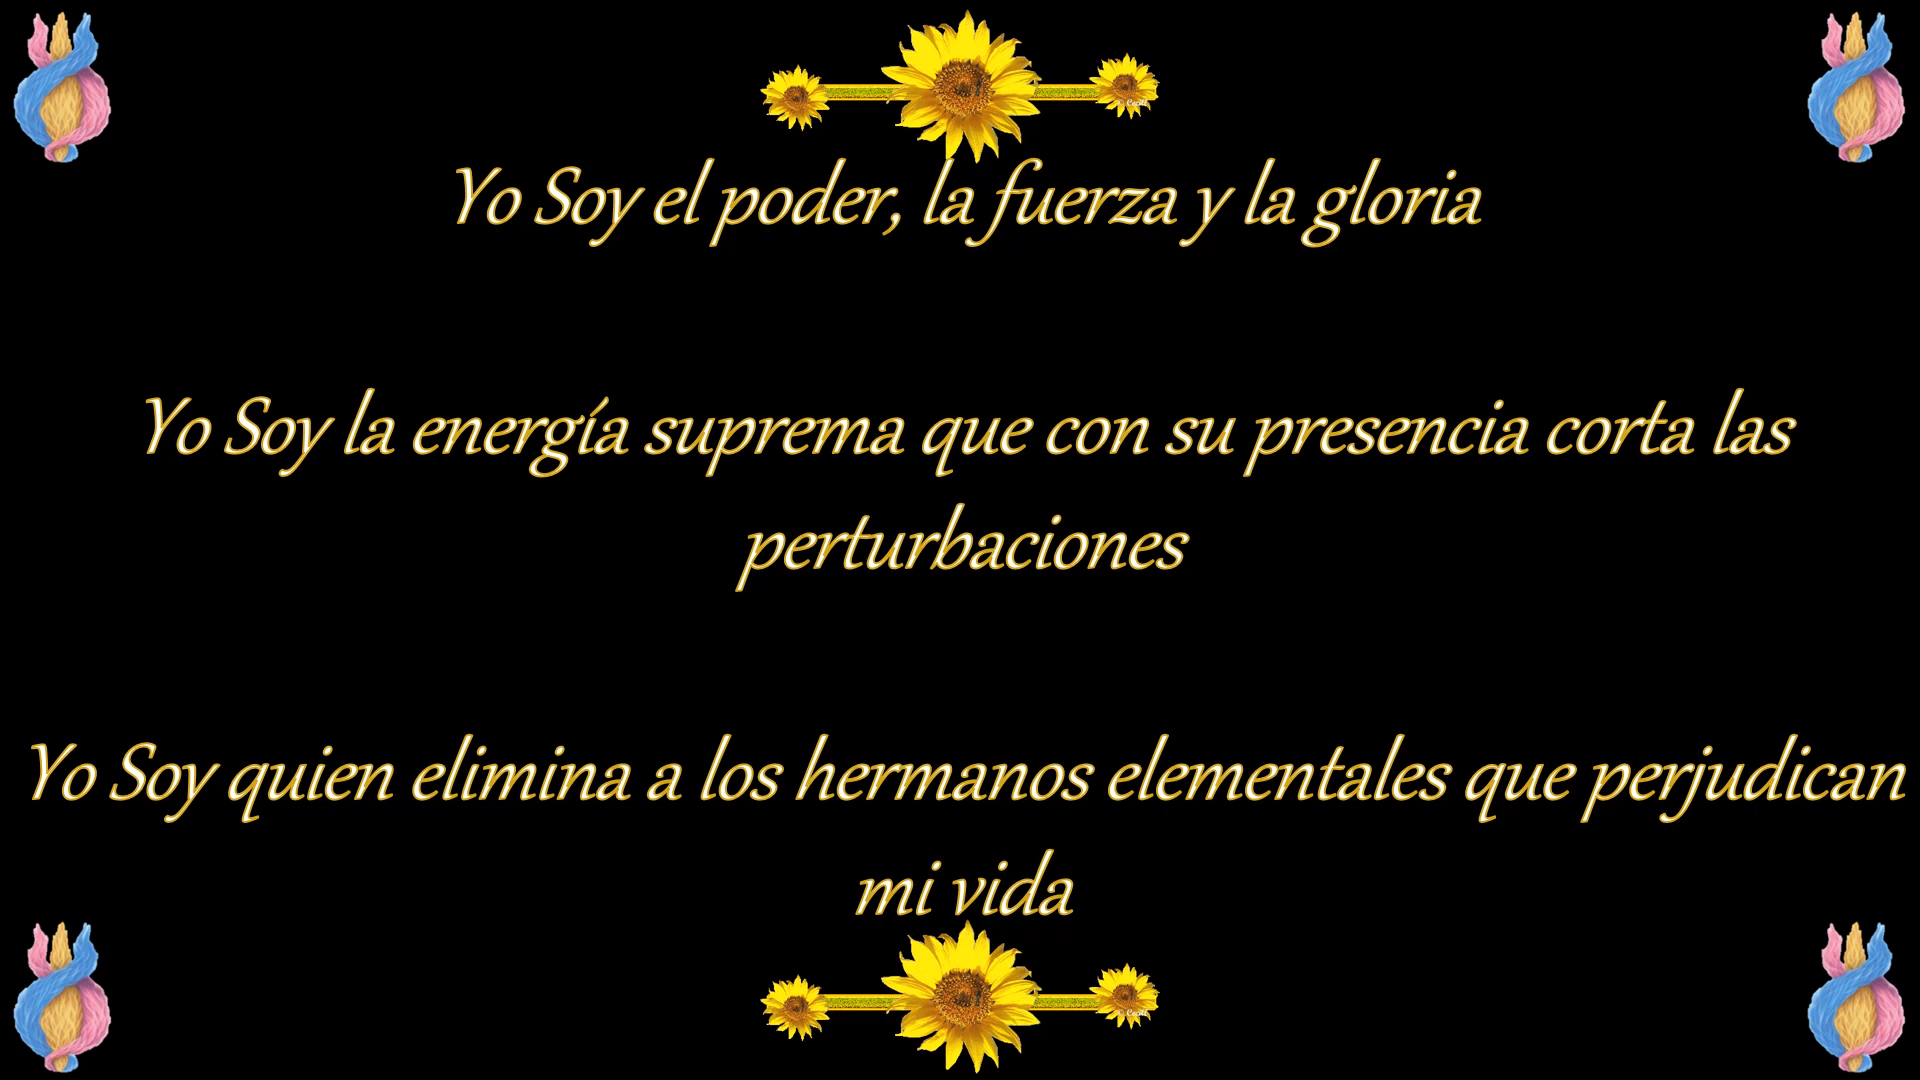 Yo Soy el poder, la fuerza y la gloria
Yo Soy la energía suprema que con su presencia corta las
perturbaciones
Yo Soy quien elimina a los hermanos elementales que perjudican
mi vida